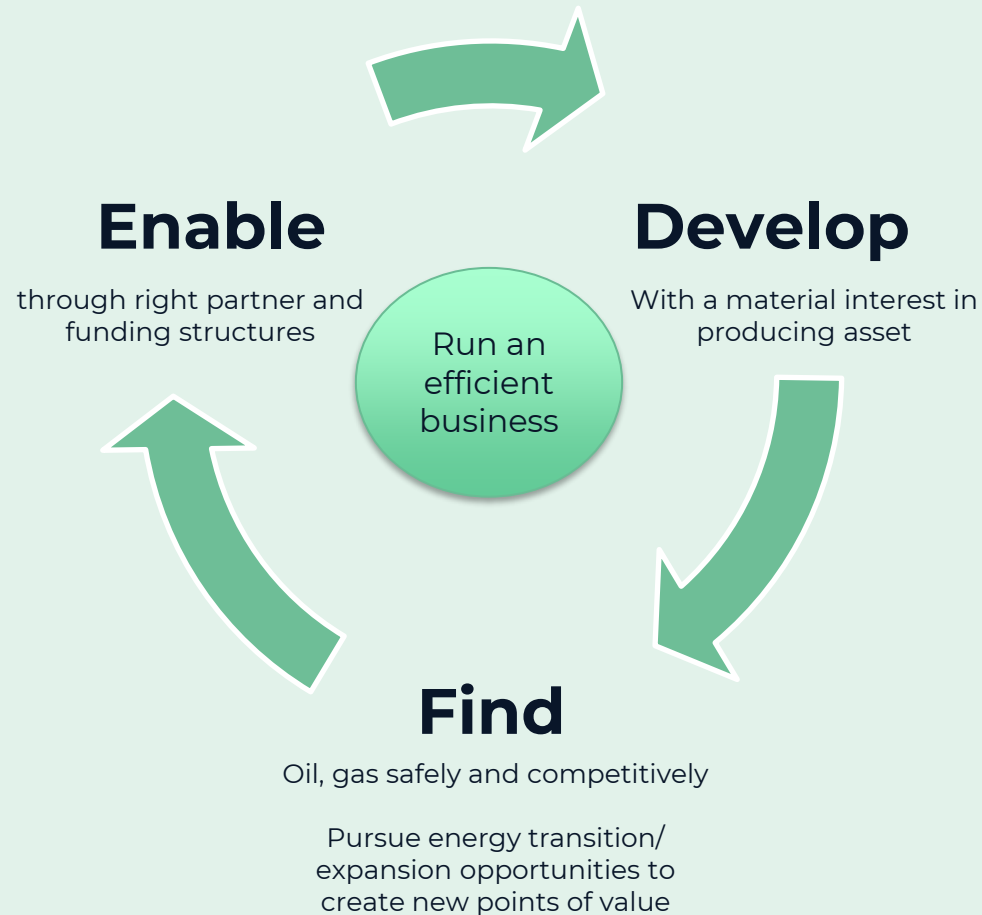 Enable
through right partner and
funding structures
Develop
With a material interest in
producing asset
Run an
efficient
business
Find
Oil, gas safely and competitively
Pursue energy transition/
expansion opportunities to
create new points of value